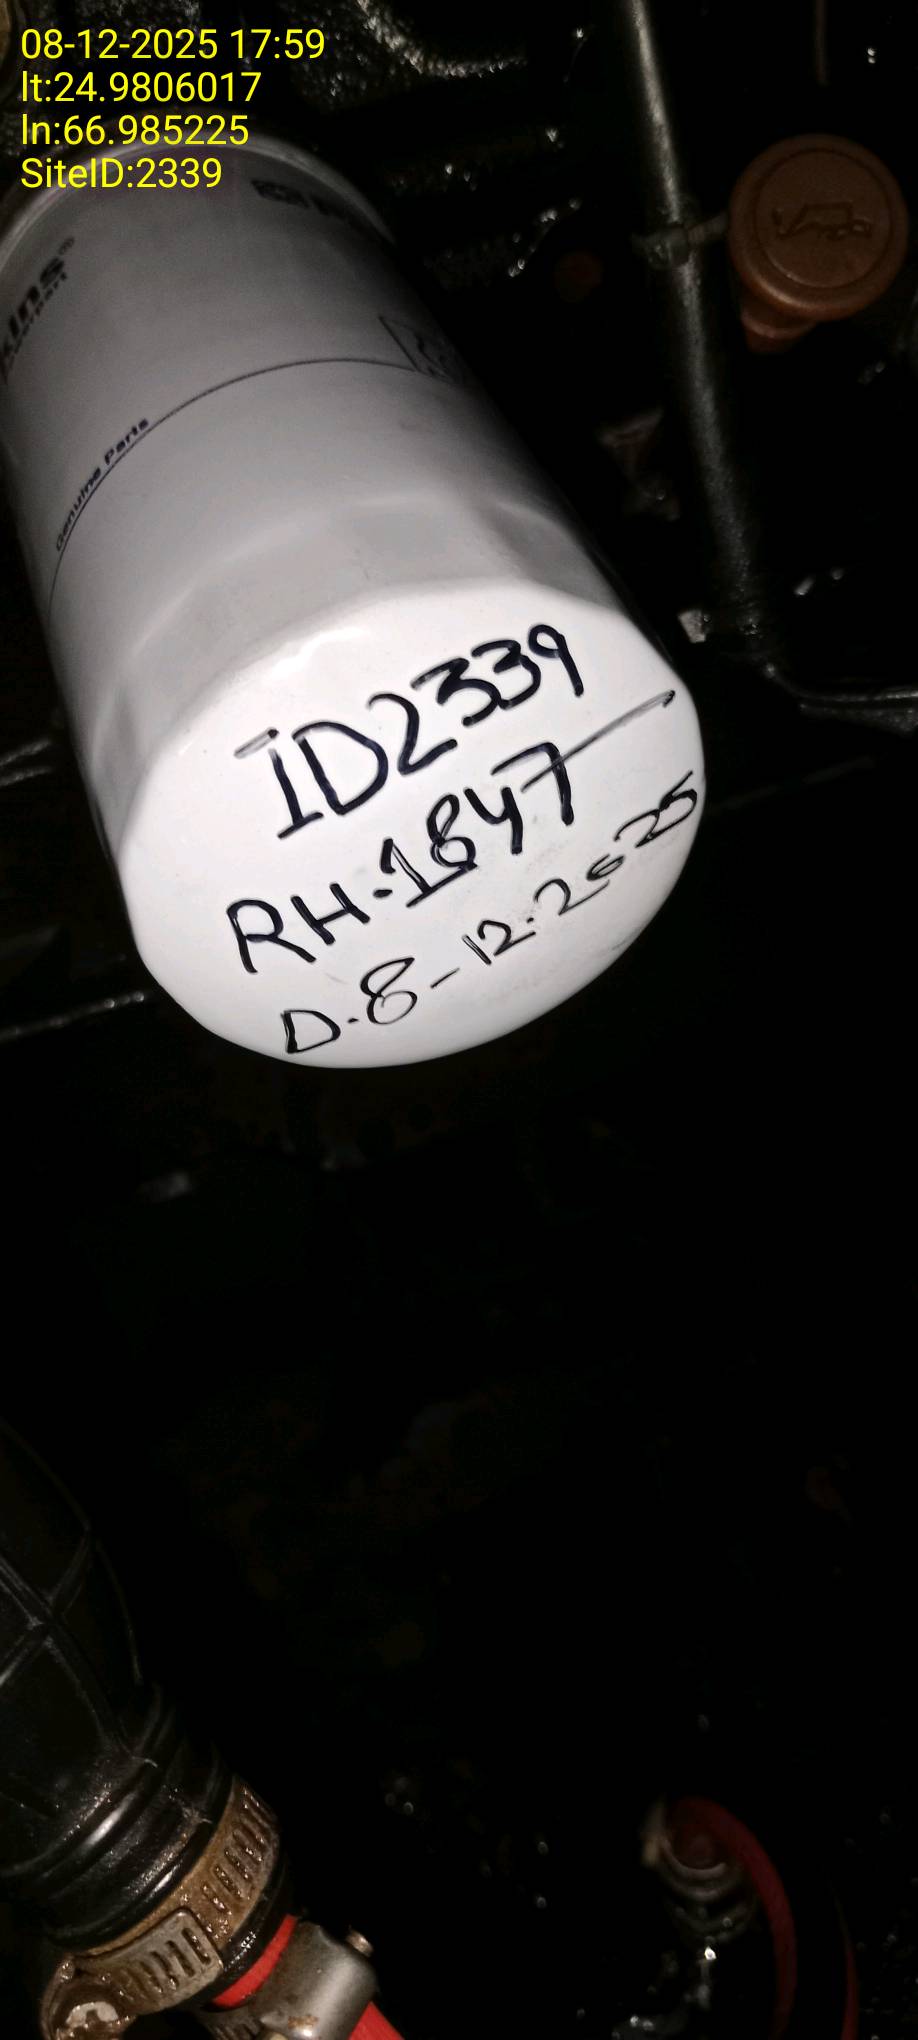 08-12-2025 17:59
lt:24.9806017
ln:66.985225
SiteID:2339
Genuine Parts
ID2339
RH.1847
D.8-12.2025